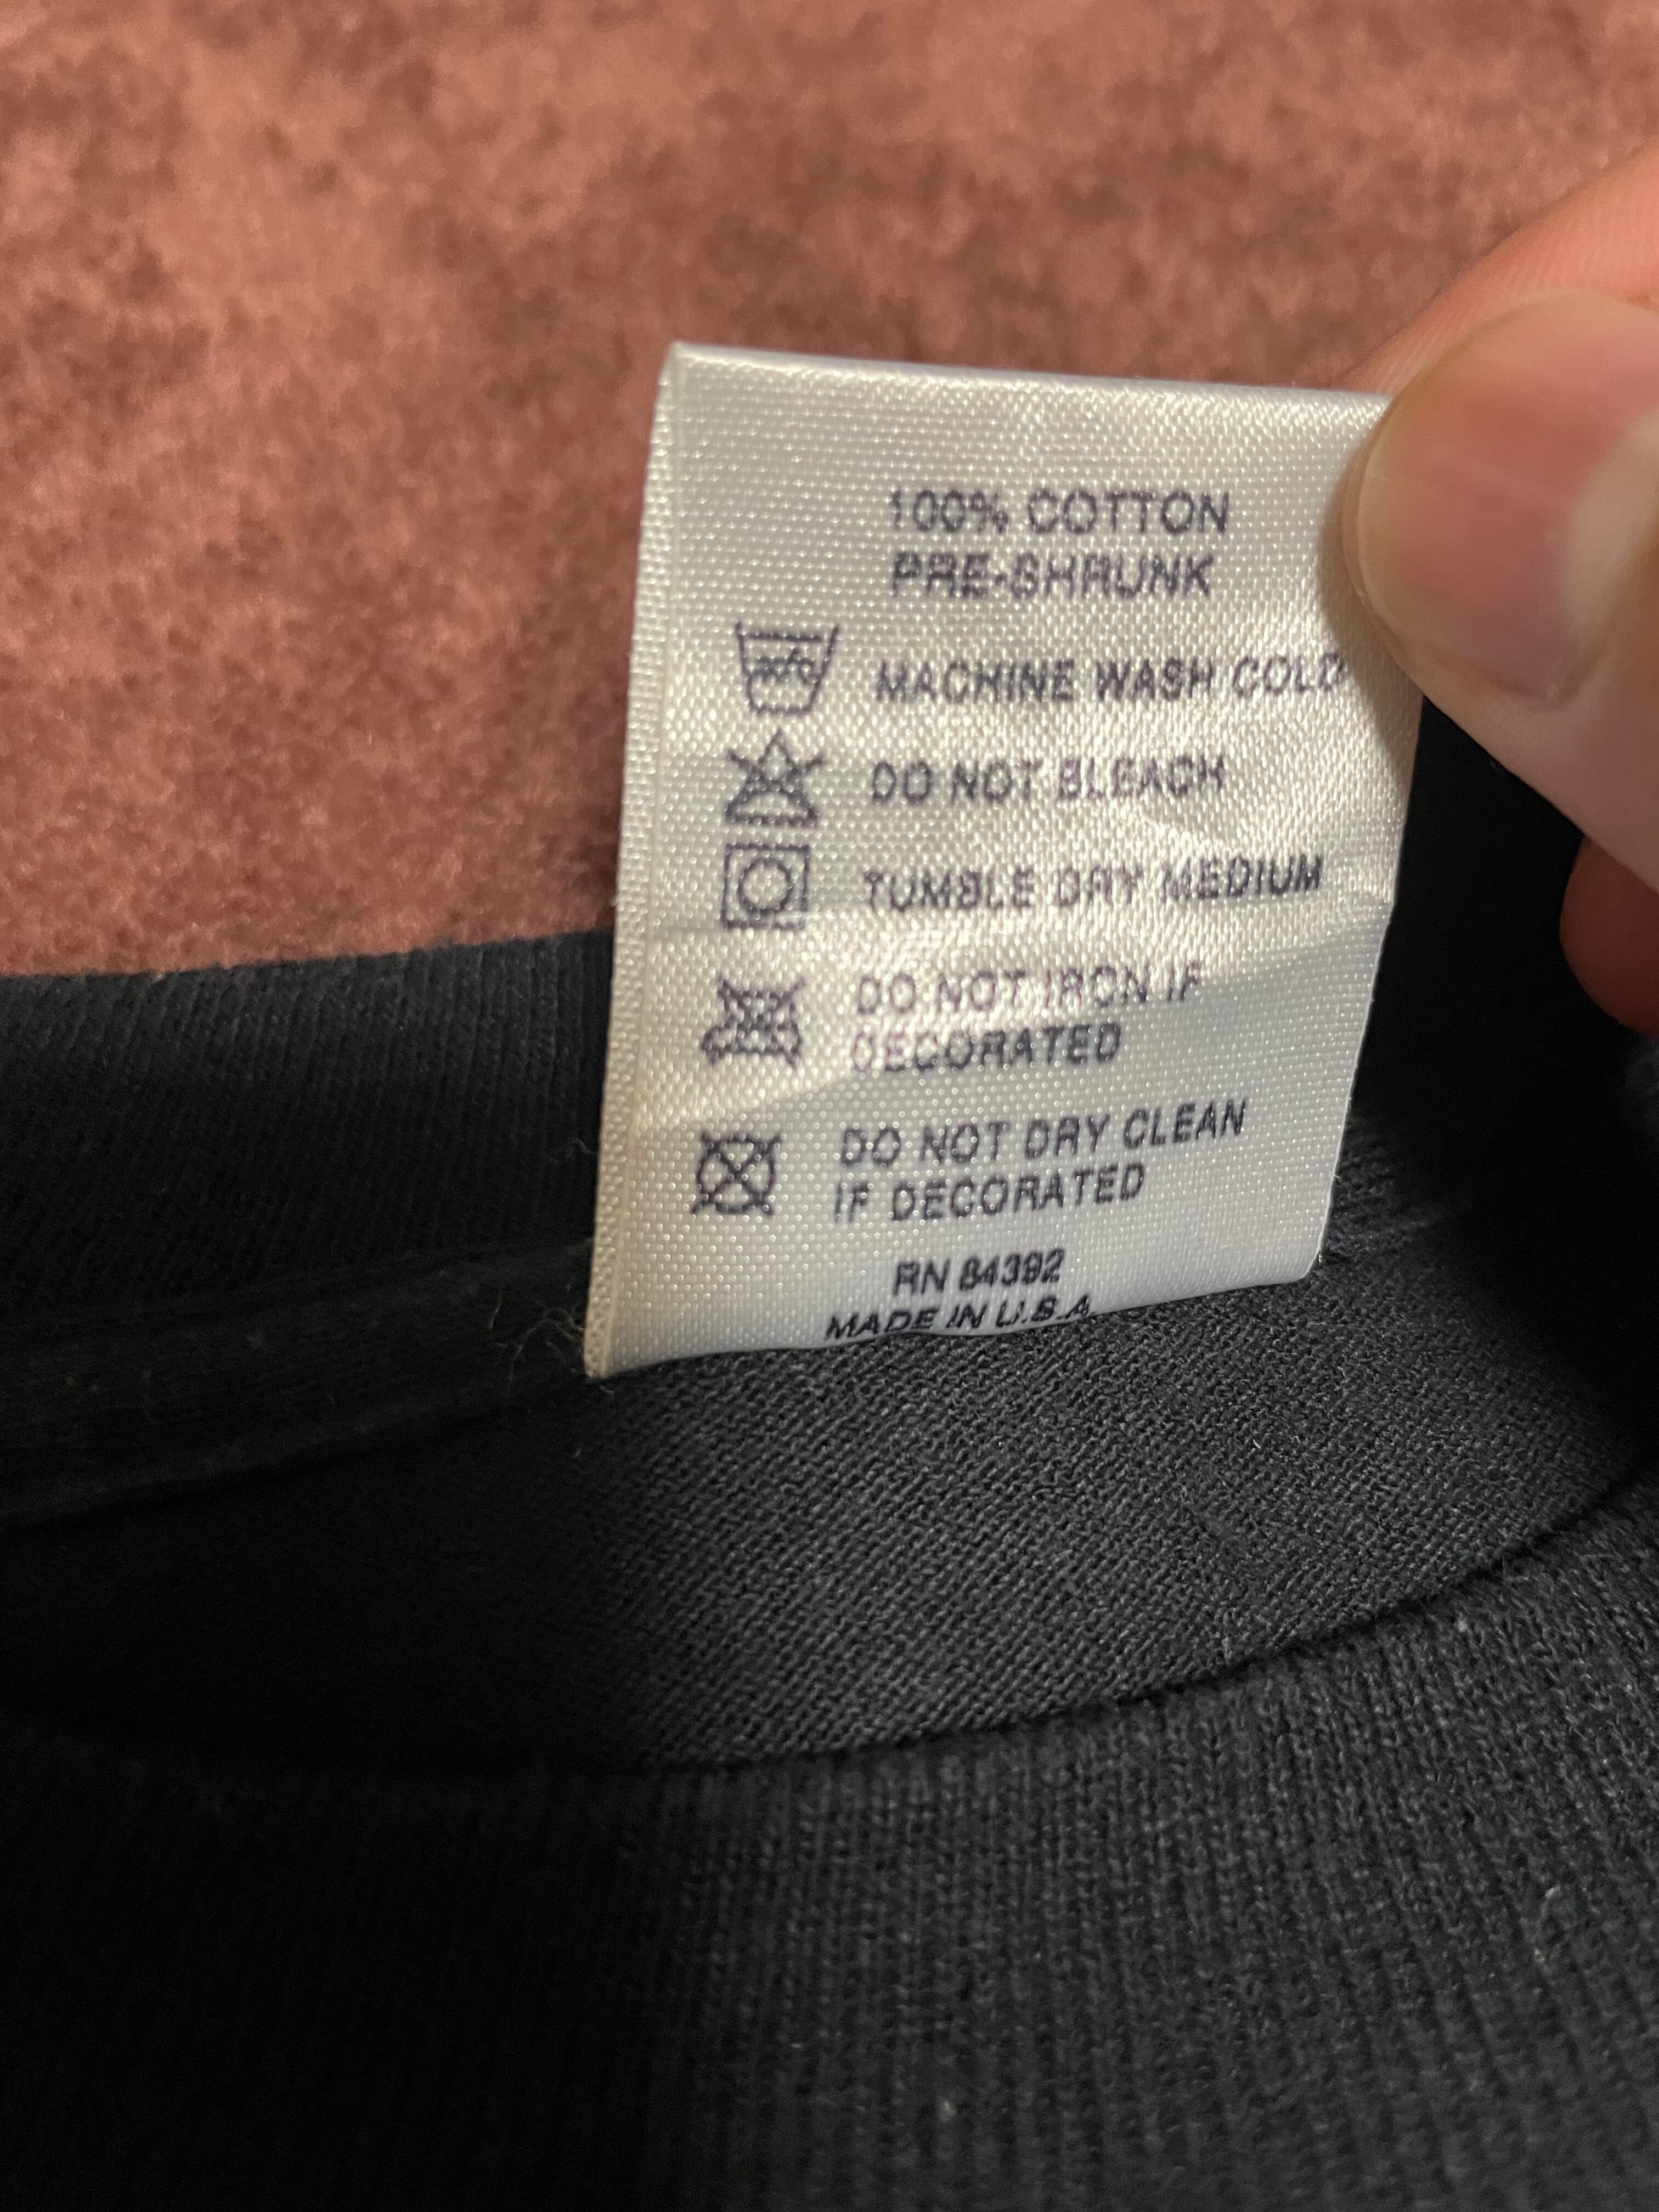 100% COTTON
PRE-SHRUNK
30°C
MACHINE WASH COLD
DO NOT BLEACH
TUMBLE DRY MEDIUM
DO NOT IRON IF
DECORATED
DO NOT DRY CLEAN
IF DECORATED
RN 84392
MADE IN U.S.A.